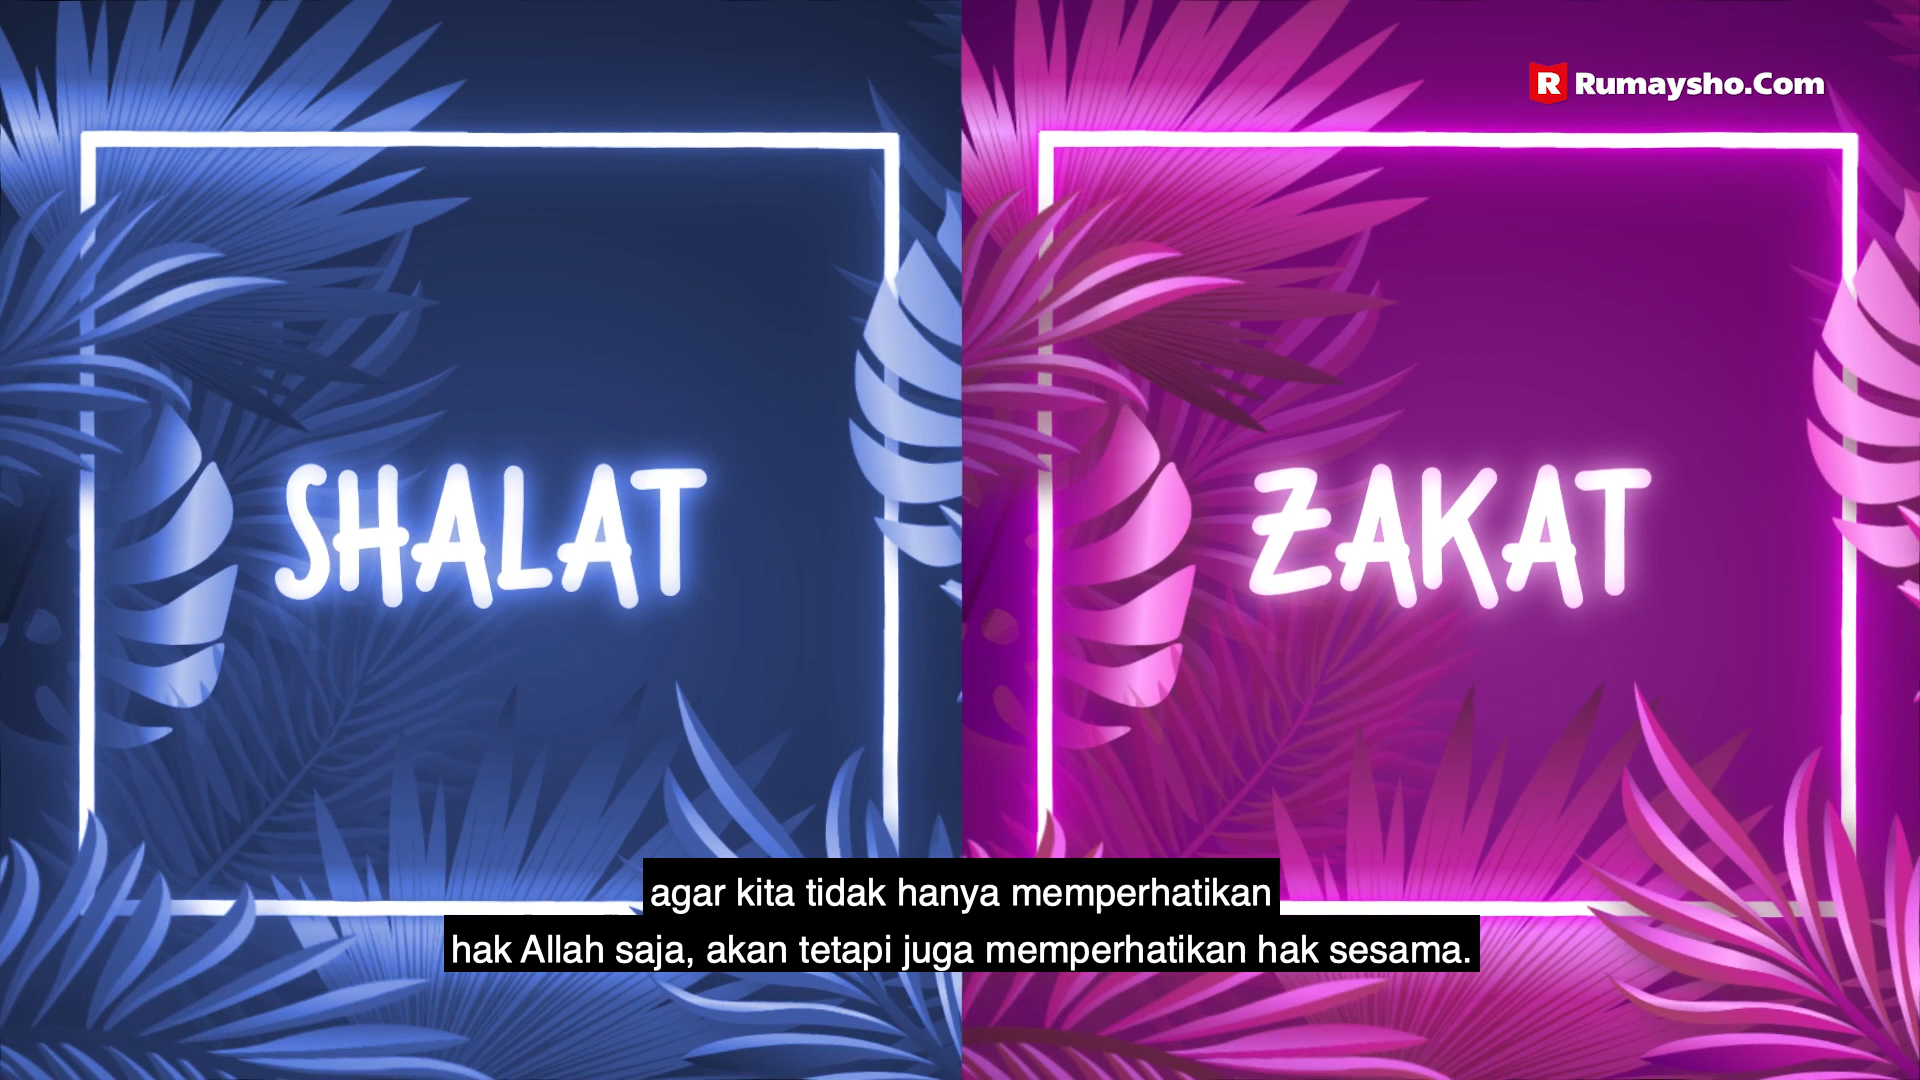 Rumaysho.Com
SHALAT
ZAKAT
agar kita tidak hanya memperhatikan
hak Allah saja, akan tetapi juga memperhatikan hak sesama.